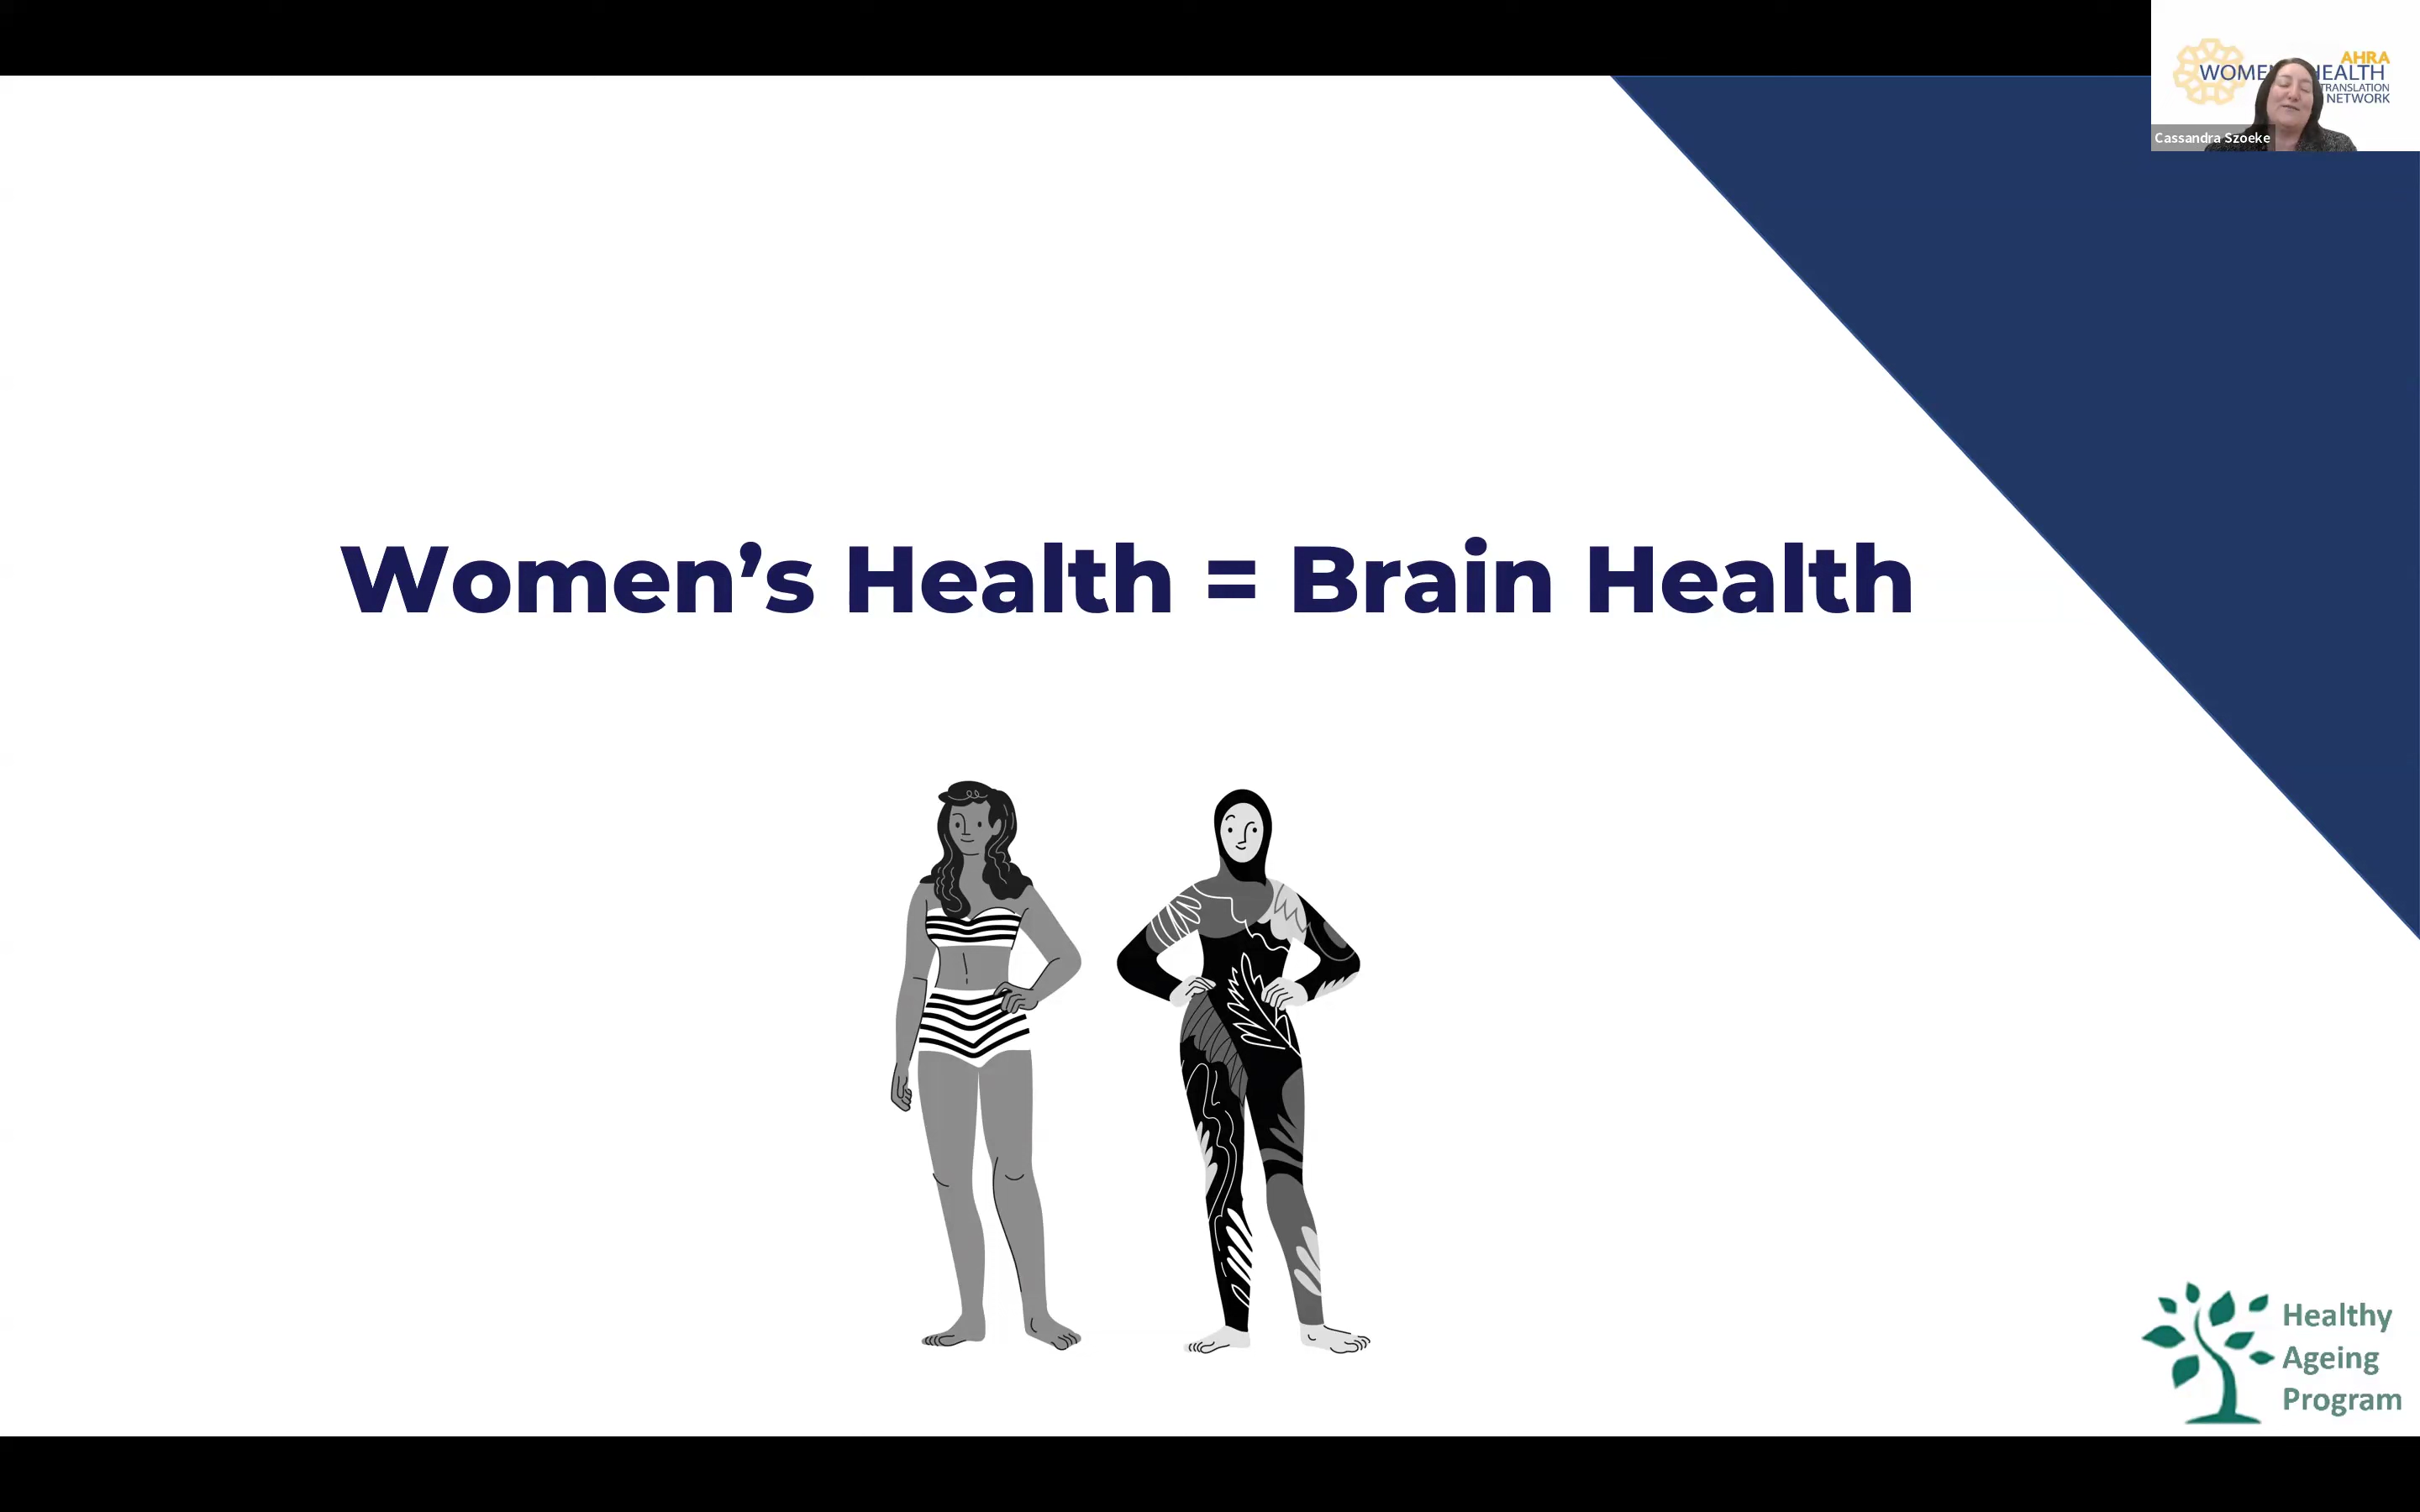 AHRA
WOMEN HEALTH
TRANSLATION
NETWORK
Cassandra Szoeke
Women’s Health = Brain Health
Healthy
Ageing
Program